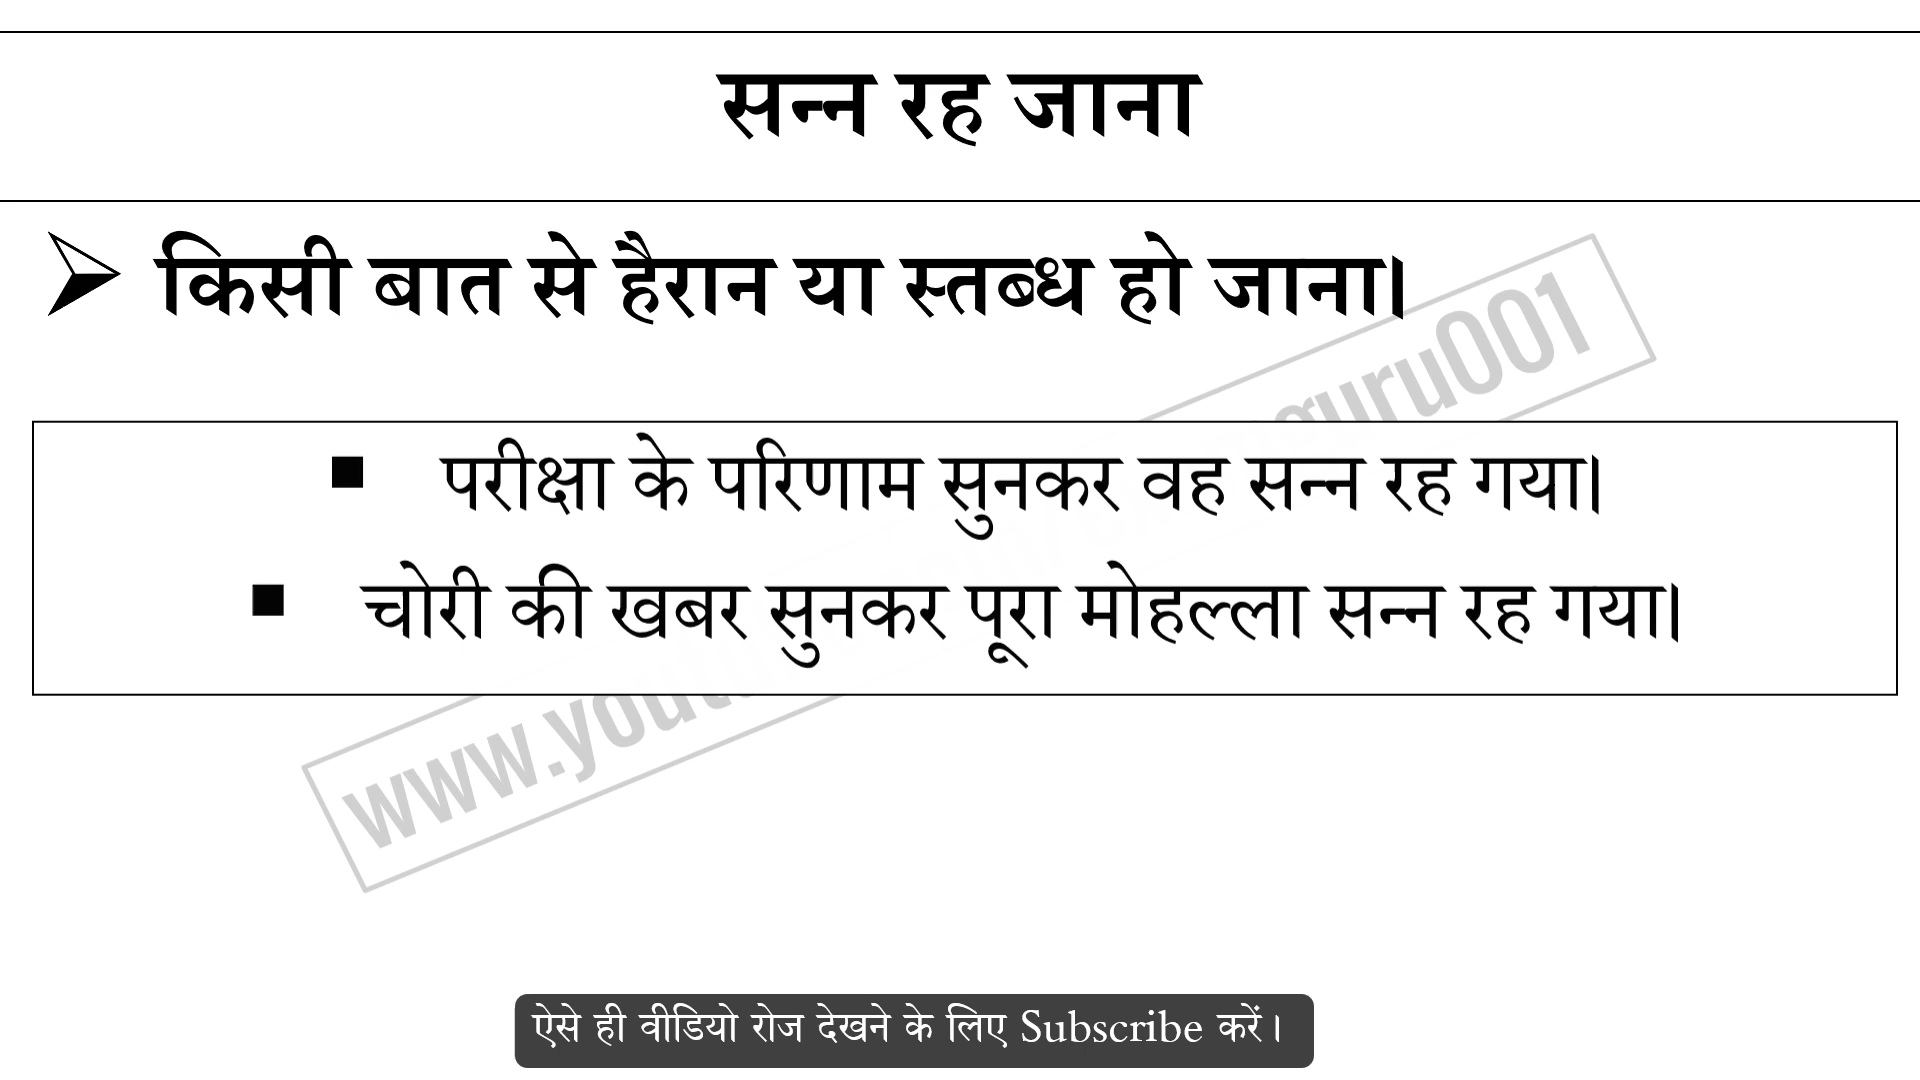 सन्न रह जाना
किसी बात से हैरान या स्तब्ध हो जाना।
परीक्षा के परिणाम सुनकर वह सन्न रह गया।
चोरी की खबर सुनकर पूरा मोहल्ला सन्न रह गया।
ऐसे ही वीडियो रोज देखने के लिए Subscribe करें।